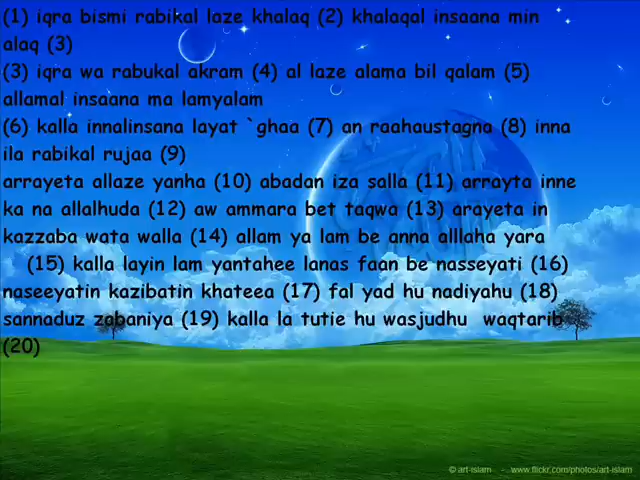 (1) iqra bismi rabikal laze khalaq (2) khalaqal insaana min
alaq (3)
(3) iqra wa rabukal akram (4) al laze alama bil qalam (5)
allamal insaana ma lamyalam
(6) kalla innalinsana layat `ghaa (7) an raahaustagna (8) inna
ila rabikal rujaa (9)
arrayeta allaze yanha (10) abadan iza salla (11) arrayta inne
ka na allalhuda (12) aw ammara bet taqwa (13) arayeta in
kazzaba wata walla (14) allam ya lam be anna alllaha yara
(15) kalla layin lam yantahee lanas faan be nasseyati (16)
naseeyatin kazibatin khateea (17) fal yad hu nadiyahu (18)
sannaduz zabaniya (19) kalla la tutie hu wasjudhu waqtarib
(20)
© art-islam - www.flickr.com/photos/art-islam